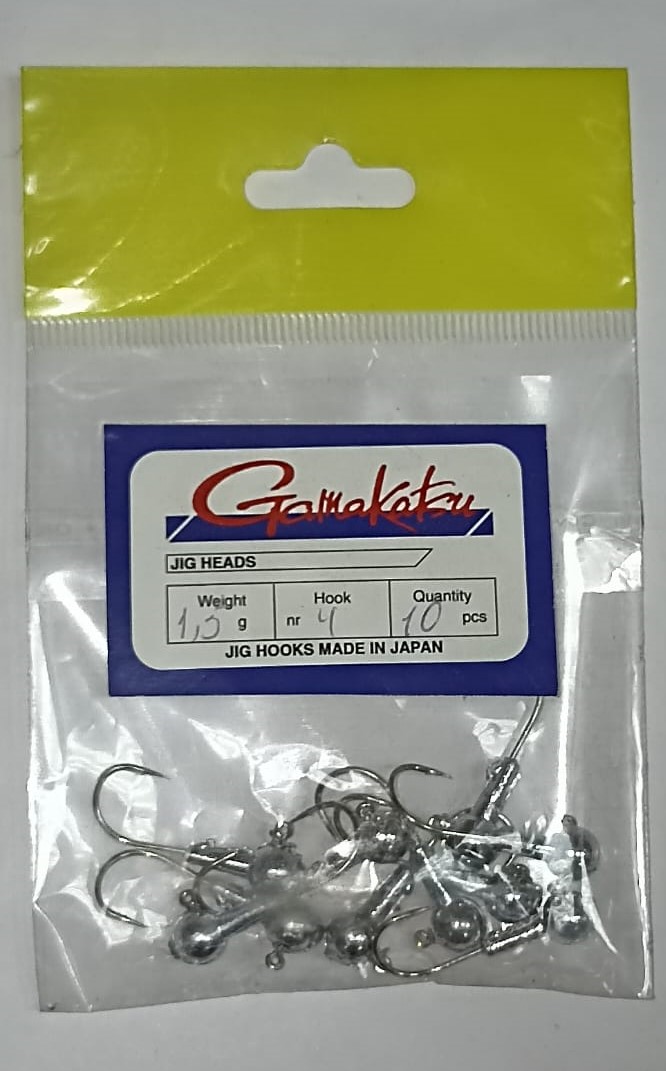 Gamakatsu
JIG HEADS
Weight Hook Quantity
1,5 g nr 4 10 pcs
JIG HOOKS MADE IN JAPAN